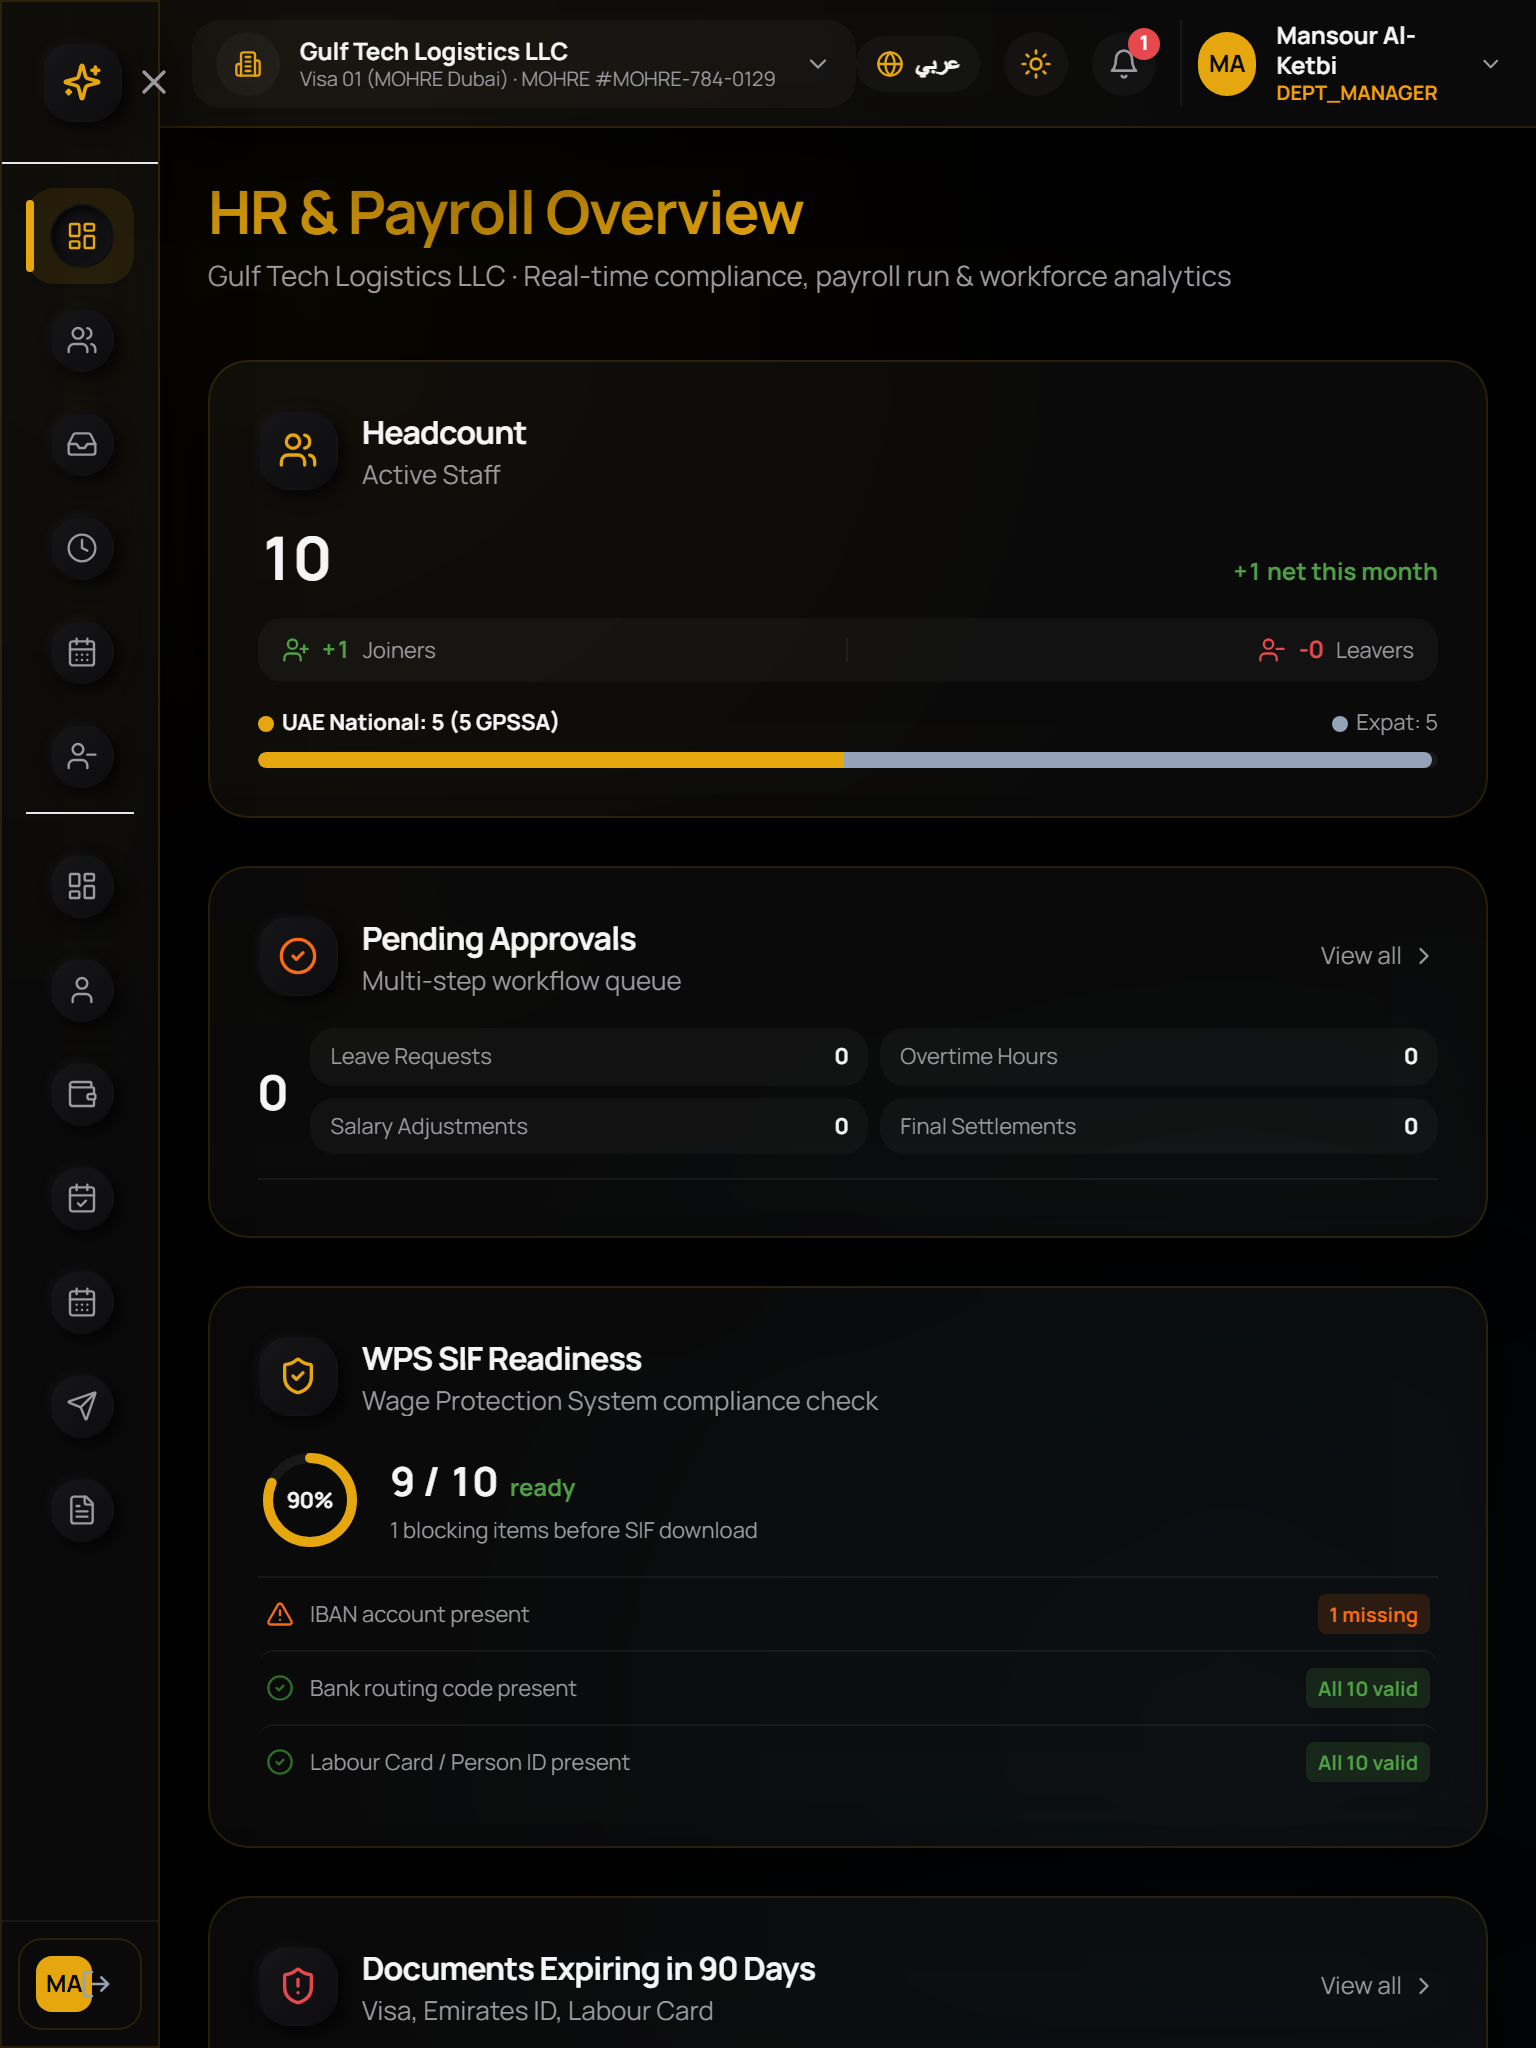 Gulf Tech Logistics LLC
Visa 01 (MOHRE Dubai) · MOHRE #MOHRE-784-0129
عربي
1
MA
Mansour Al-
Ketbi
DEPT_MANAGER
HR & Payroll Overview
Gulf Tech Logistics LLC · Real-time compliance, payroll run & workforce analytics
Headcount
Active Staff
10
+1 net this month
+1 Joiners
-0 Leavers
UAE National: 5 (5 GPSSA)
Expat: 5
Pending Approvals
Multi-step workflow queue
View all
0
Leave Requests 0
Overtime Hours 0
Salary Adjustments 0
Final Settlements 0
WPS SIF Readiness
Wage Protection System compliance check
90%
9 / 10 ready
1 blocking items before SIF download
IBAN account present
1 missing
Bank routing code present
All 10 valid
Labour Card / Person ID present
All 10 valid
Documents Expiring in 90 Days
Visa, Emirates ID, Labour Card
View all
MA